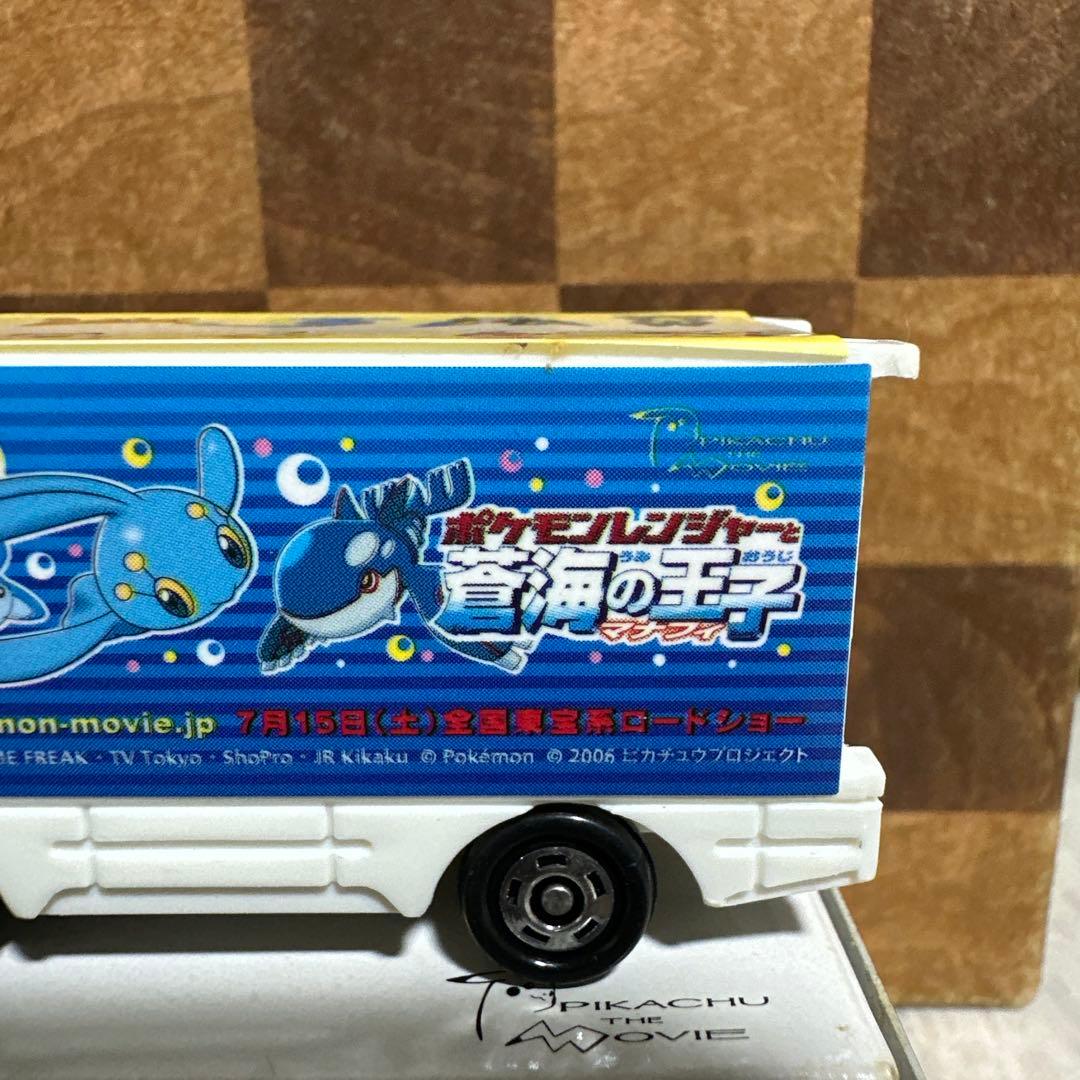 PIKACHU
THE
MOVIE
ポケモンレンジャーと
うみ おうじ
蒼海の王子
マナフィ
mon-movie.jp 7月15日(土)全国東宝系ロードショー
ME FREAK・TV Tokyo・ShoPro・JR Kikaku © Pokémon © 2006 ピカチュウプロジェクト
PIKACHU
THE
MOVIE